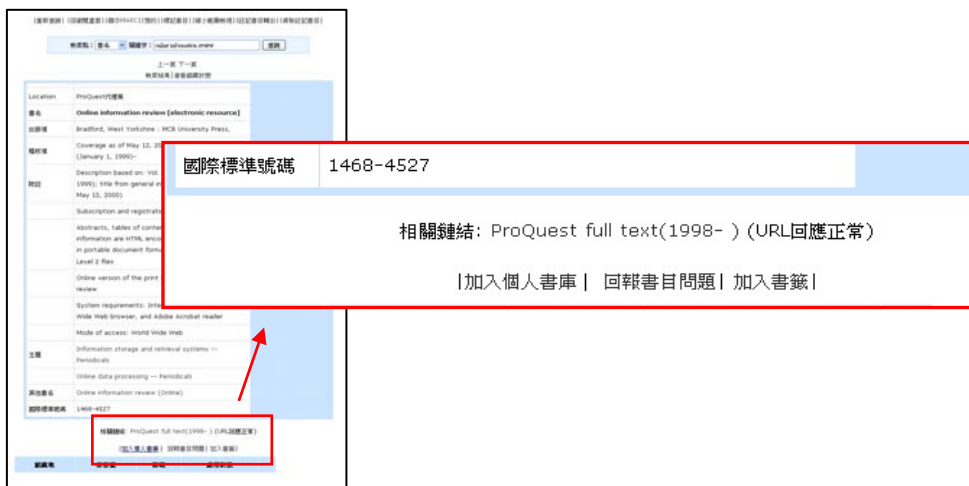 Location ProQuest代理商
書名 Online information review [electronic resource]
出版項 Bradford, West Yorkshire : MCB University Press,
稽核項 Coverage as of May 12, 20
(January 1, 1999)-
附註 Description based on: Vol.
1999); title from general in
May 12, 2000)
Subscription and registrat
Abstracts, tables of conter
information are HTML enco
in portable document form
Level 2 files
Online version of the print
review
System requirements: Inte
Wide Web browser, and Adobe Acrobat reader
Mode of access: World Wide Web
主題 Information storage and retrieval systems --
Periodicals
Online data processing -- Periodicals
其他書名 Online information review (Online)
國際標準號碼 1468-4527
相關鏈結: ProQuest full text(1998- ) (URL回應正常)
|加入個人書庫| 回報書目問題| 加入書籤|
國際標準號碼 1468-4527
相關鏈結: ProQuest full text(1998- ) (URL回應正常)
|加入個人書庫| 回報書目問題| 加入書籤|